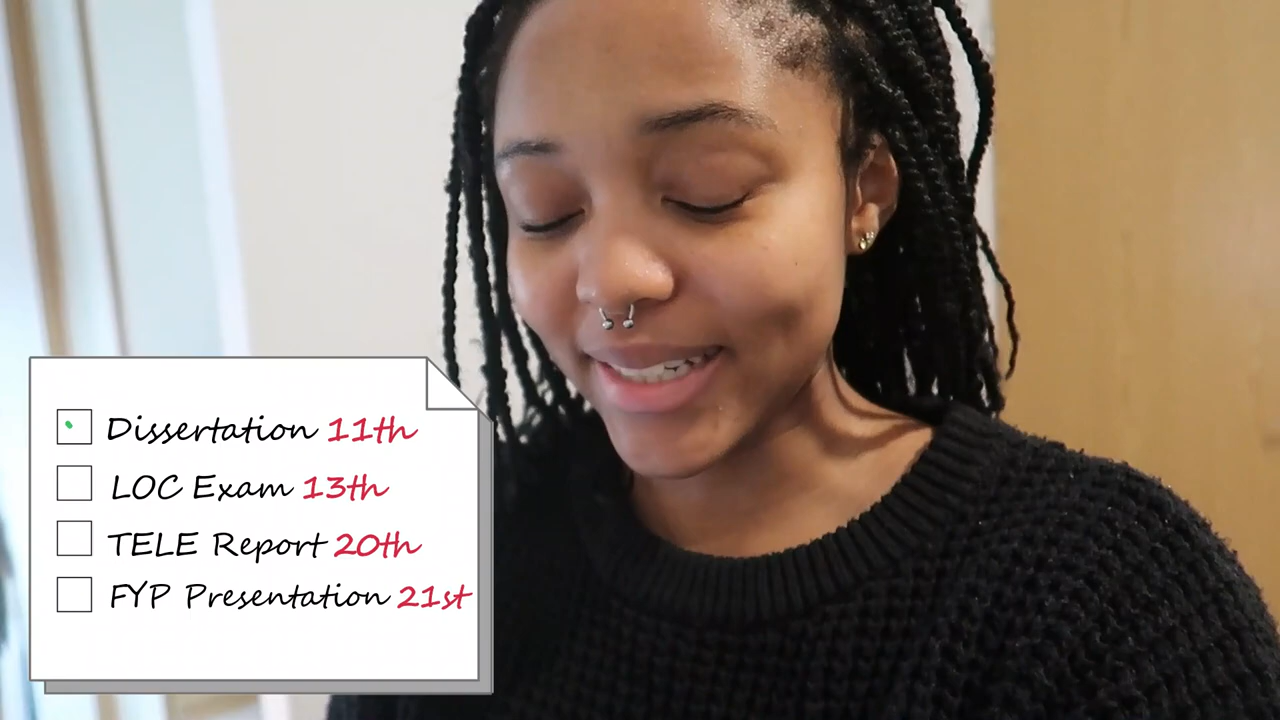 Dissertation 11th
LOC Exam 13th
TELE Report 20th
FYP Presentation 21st